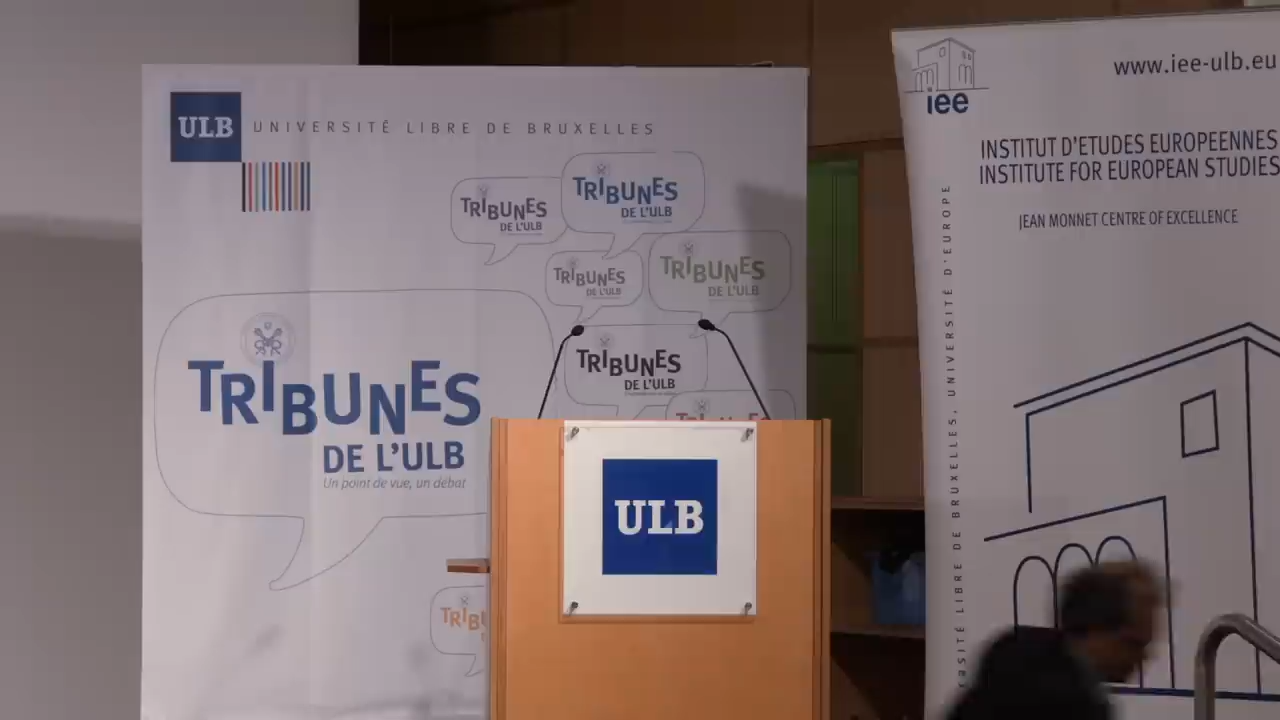 ULB
UNIVERSITÉ LIBRE DE BRUXELLES
TRIBUNES
DE L'ULB
TRIBUNES
DE L'ULB
TRIBUNES
DE L'ULB
TRIBUNES
DE L'ULB
TRIBUNES
DE L'ULB
TRIBUNES
DE L'ULB
Un point de vue, un débat
TRIB
ULB
iee
www.iee-ulb.eu
INSTITUT D'ETUDES EUROPEENNES
INSTITUTE FOR EUROPEAN STUDIES
JEAN MONNET CENTRE OF EXCELLENCE
LIBRE DE BRUXELLES, UNIVERSITÉ D'EUROPE